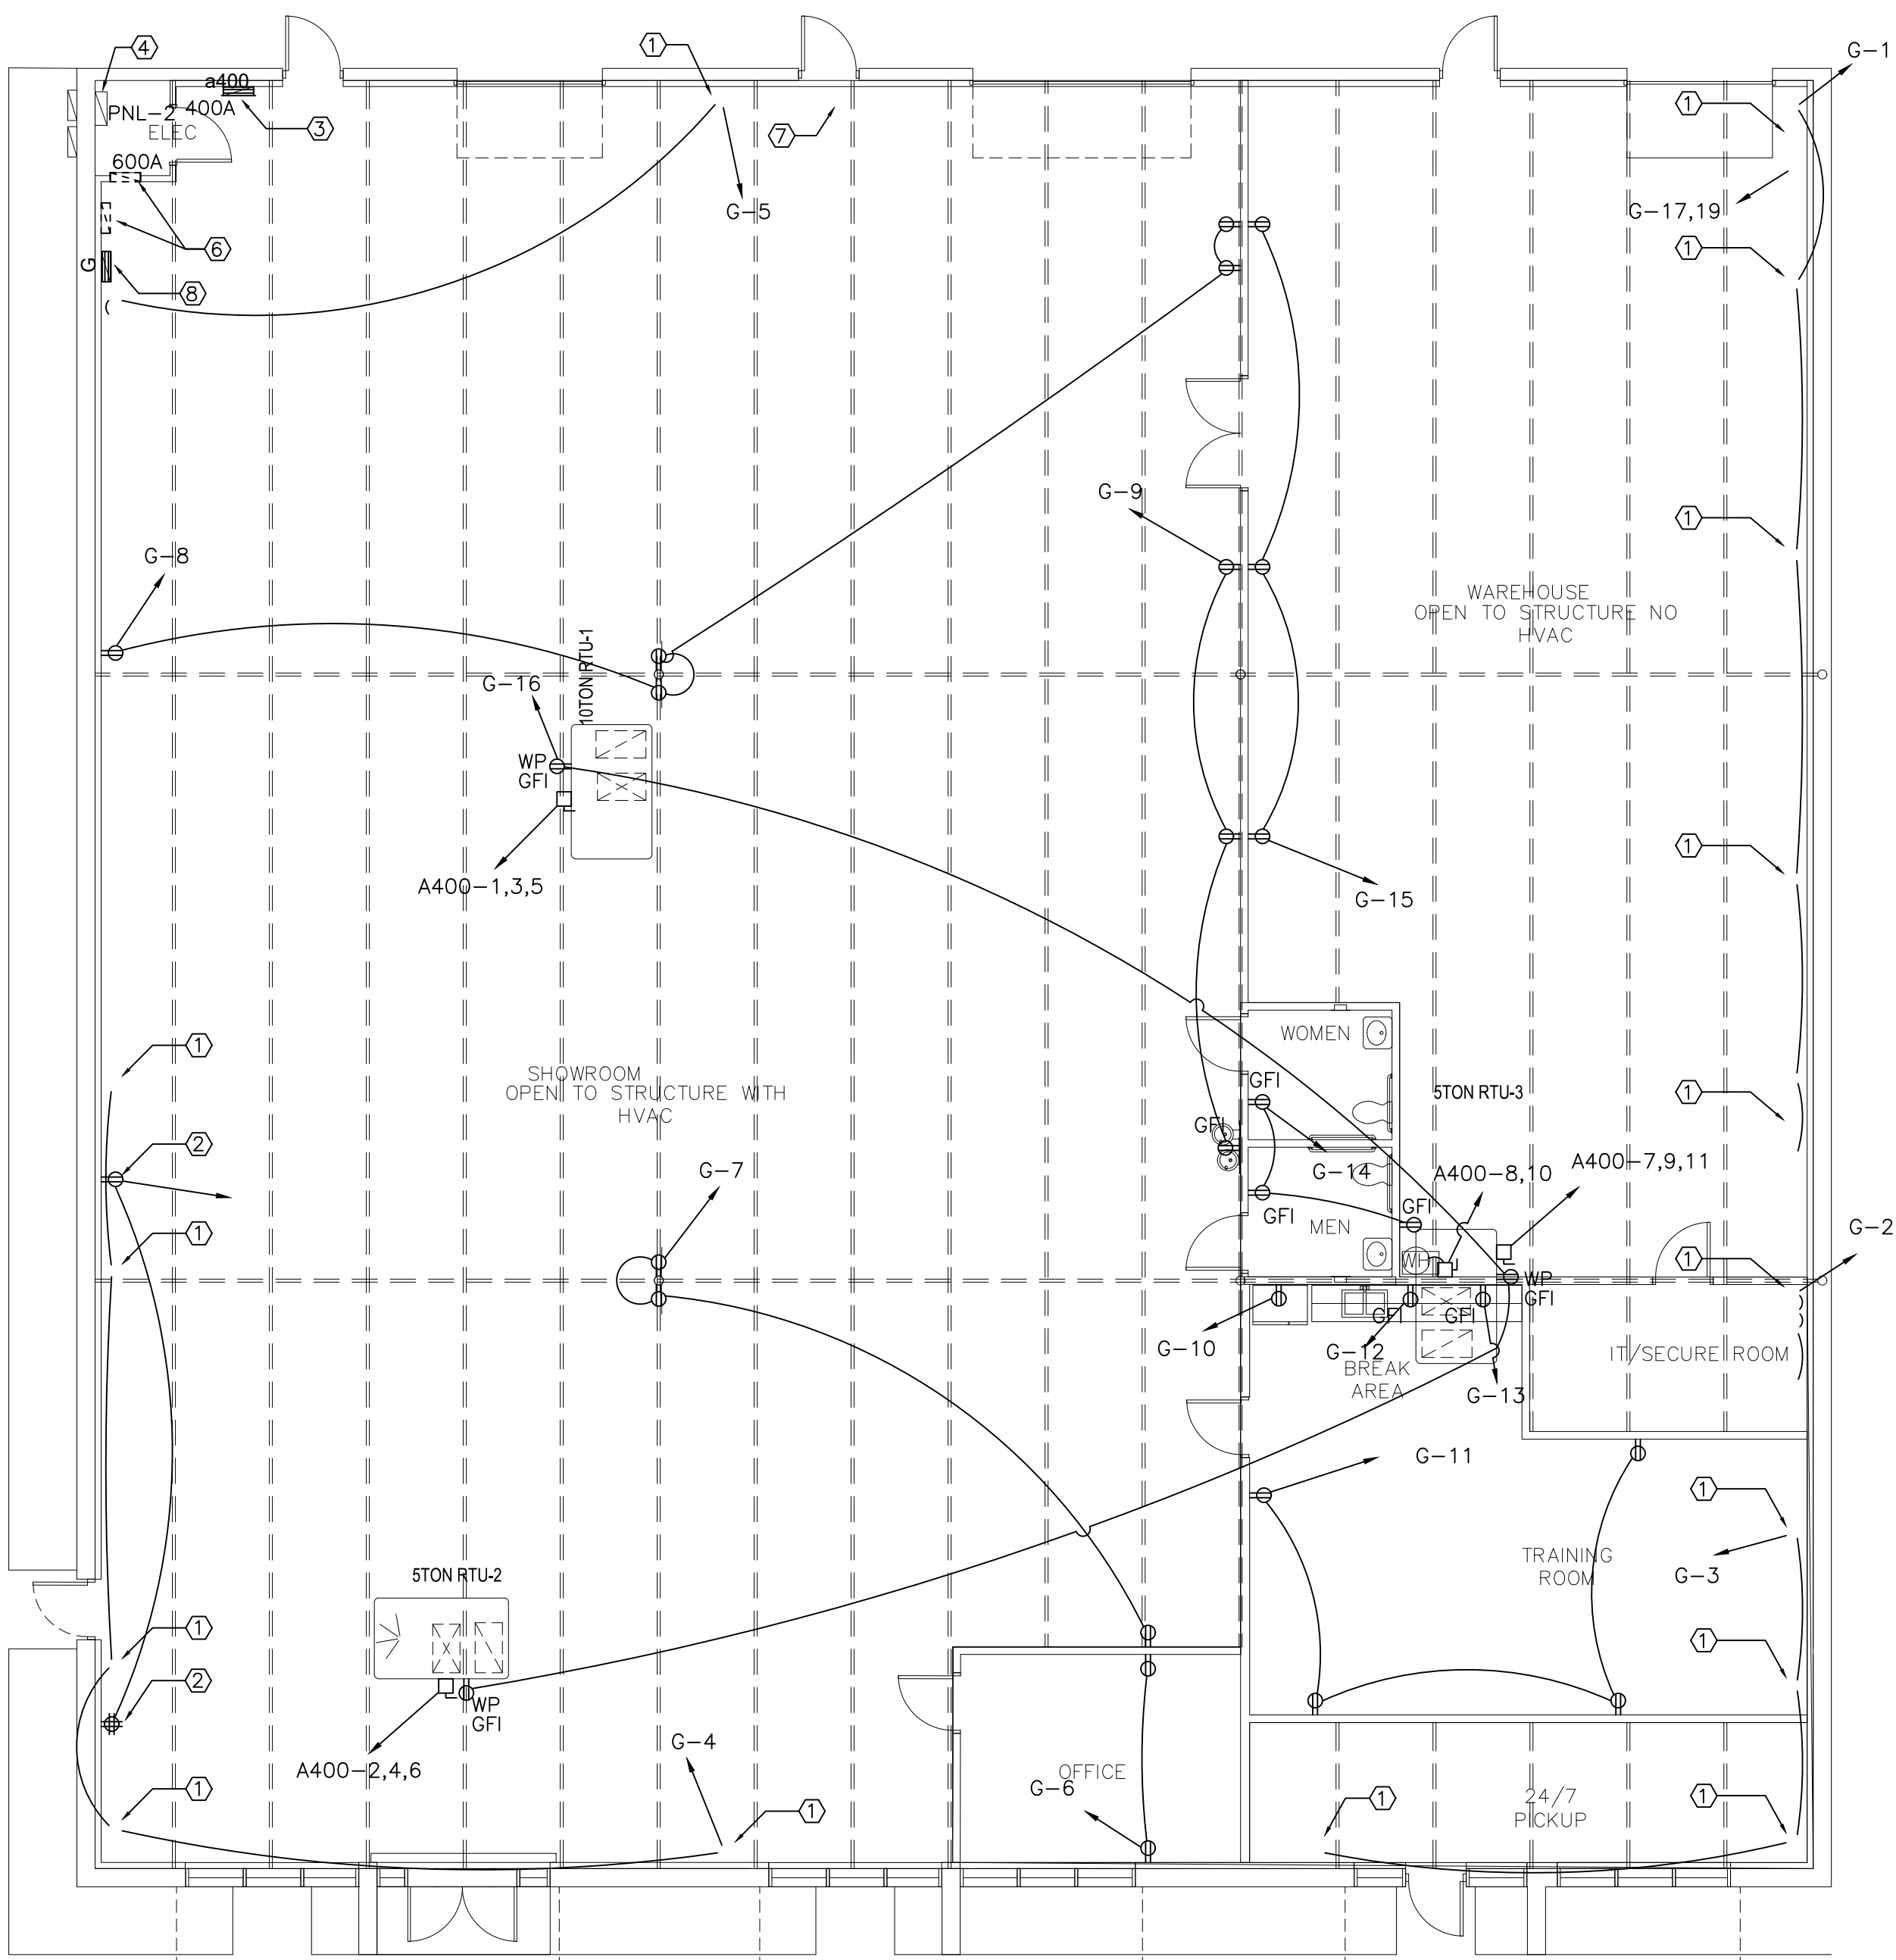 4
1
G-1
a400
PNL-2
400A
ELEC
3
7
1
600A
G-5
G-17,19
6
1
G
8
G-9
1
G-8
WAREHOUSE
OPEN TO STRUCTURE NO
HVAC
10TON RTU-1
G-16
WP
GFI
A400-1,3,5
1
G-15
1
WOMEN
SHOWROOM
OPEN TO STRUCTURE WITH
HVAC
GFI
5TON RTU-3
1
GFI
2
G-7
G-14
A400-8,10
A400-7,9,11
1
GFI
MEN
GFI
G-2
1
WH
WP
GFI
GFI
GFI
G-10
G-12
BREAK
AREA
IT/SECURE ROOM
G-13
G-11
1
TRAINING
ROOM
G-3
5TON RTU-2
1
1
2
WP
GFI
G-4
A400-2,4,6
OFFICE
G-6
1
1
1
24/7
PICKUP
1